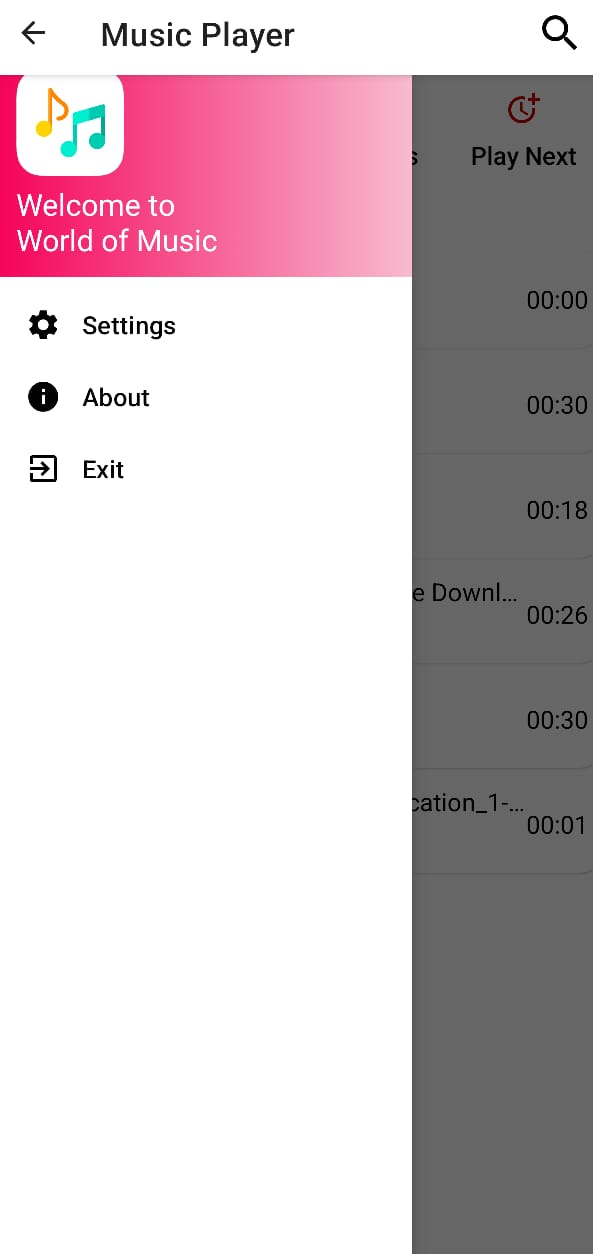 Music Player
Welcome to
World of Music
Settings
About
Exit
Play Next
00:00
00:30
00:18
e Downl...
00:26
00:30
cation_1-...
00:01